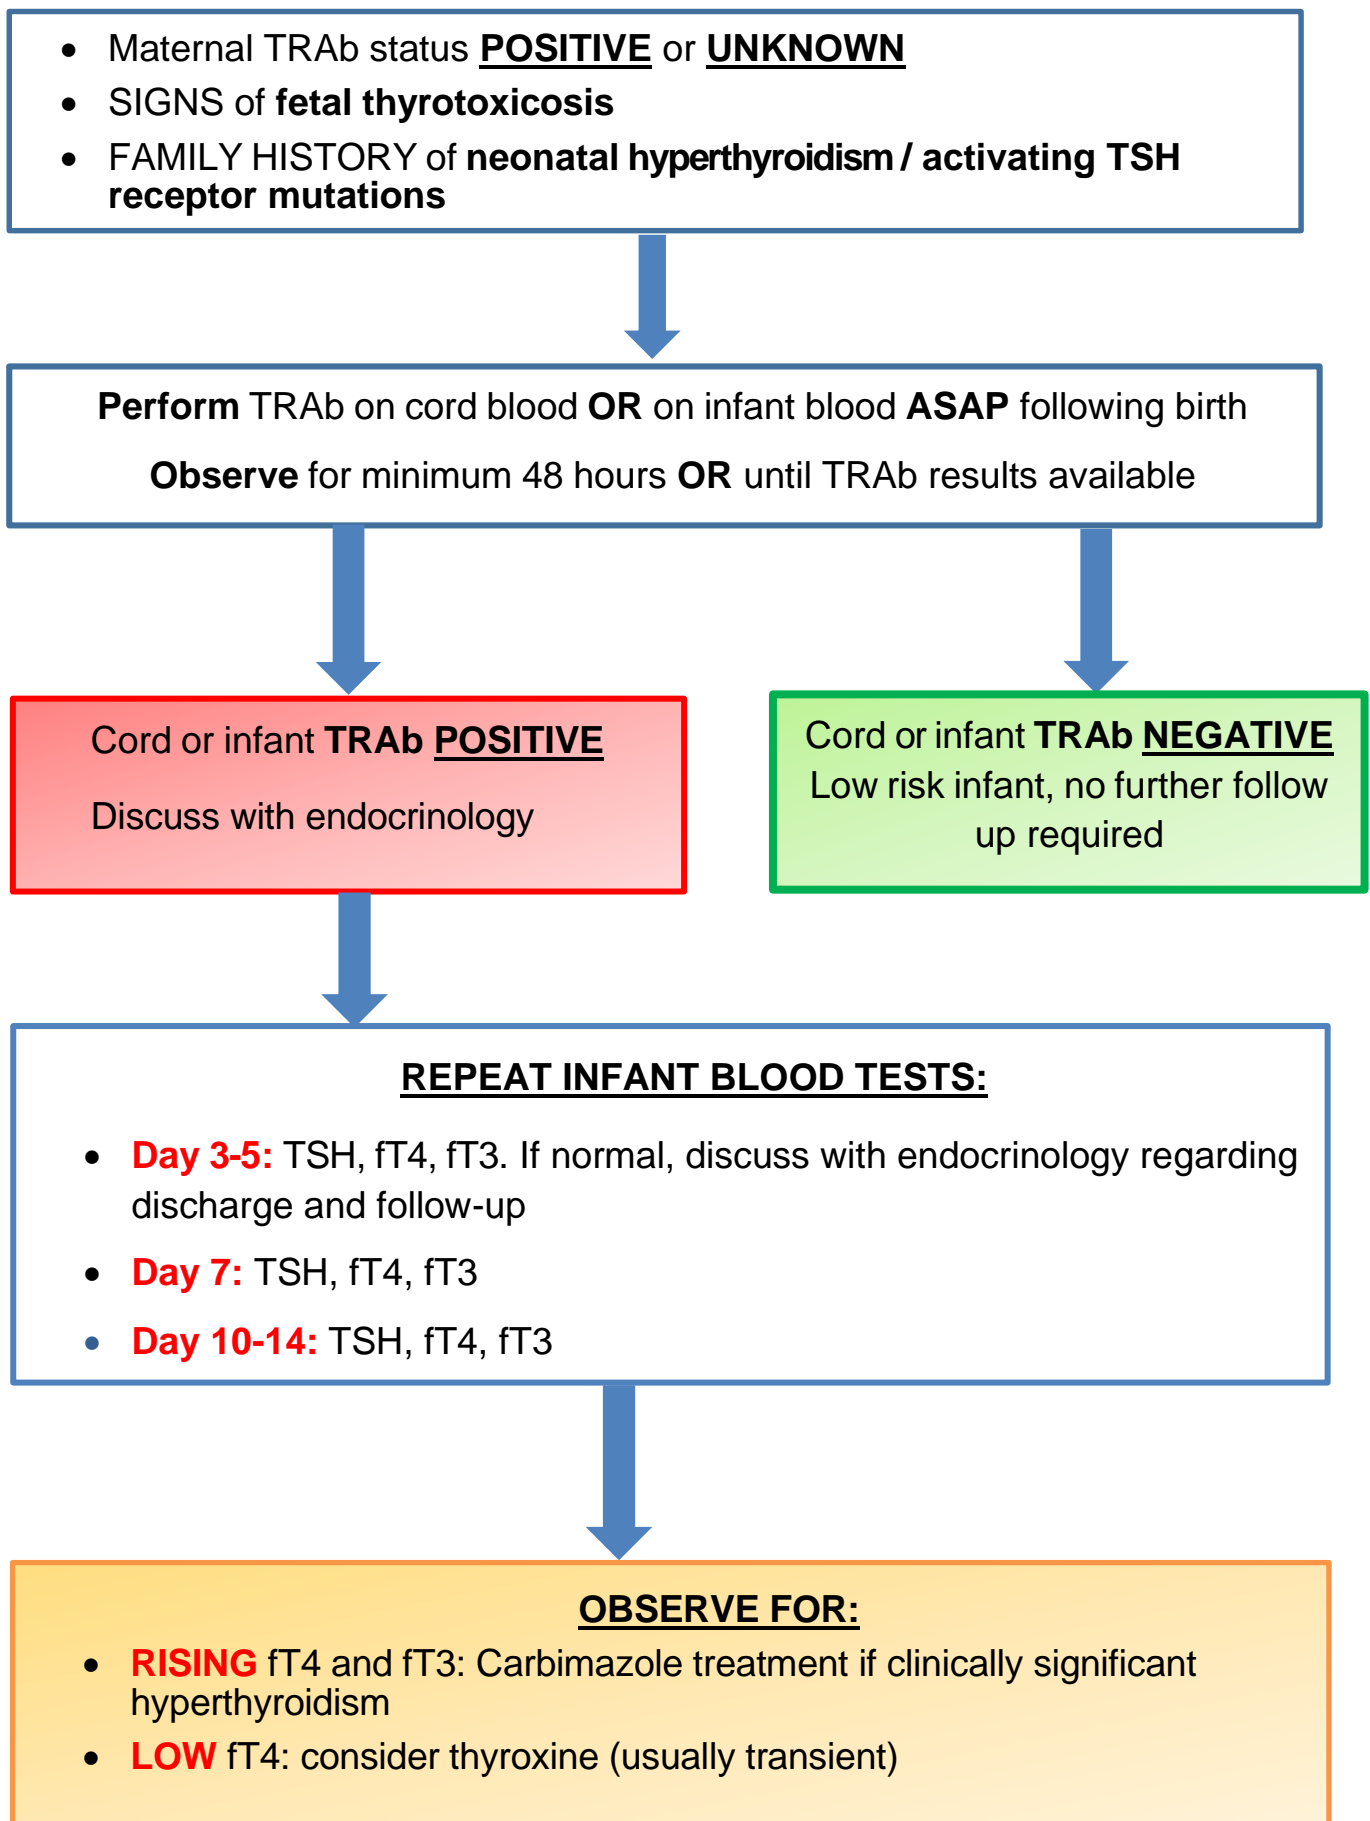 • Maternal TRAb status POSITIVE or UNKNOWN
• SIGNS of fetal thyrotoxicosis
• FAMILY HISTORY of neonatal hyperthyroidism / activating TSH
receptor mutations
Perform TRAb on cord blood OR on infant blood ASAP following birth
Observe for minimum 48 hours OR until TRAb results available
Cord or infant TRAb POSITIVE
Discuss with endocrinology
Cord or infant TRAb NEGATIVE
Low risk infant, no further follow
up required
REPEAT INFANT BLOOD TESTS:
• Day 3-5: TSH, fT4, fT3. If normal, discuss with endocrinology regarding
discharge and follow-up
• Day 7: TSH, fT4, fT3
• Day 10-14: TSH, fT4, fT3
OBSERVE FOR:
• RISING fT4 and fT3: Carbimazole treatment if clinically significant
hyperthyroidism
• LOW fT4: consider thyroxine (usually transient)